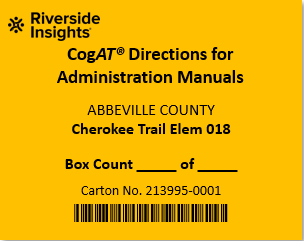 Riverside
Insights®
CogAT® Directions for
Administration Manuals
ABBEVILLE COUNTY
Cherokee Trail Elem 018
Box Count _____ of _____
Carton No. 213995-0001